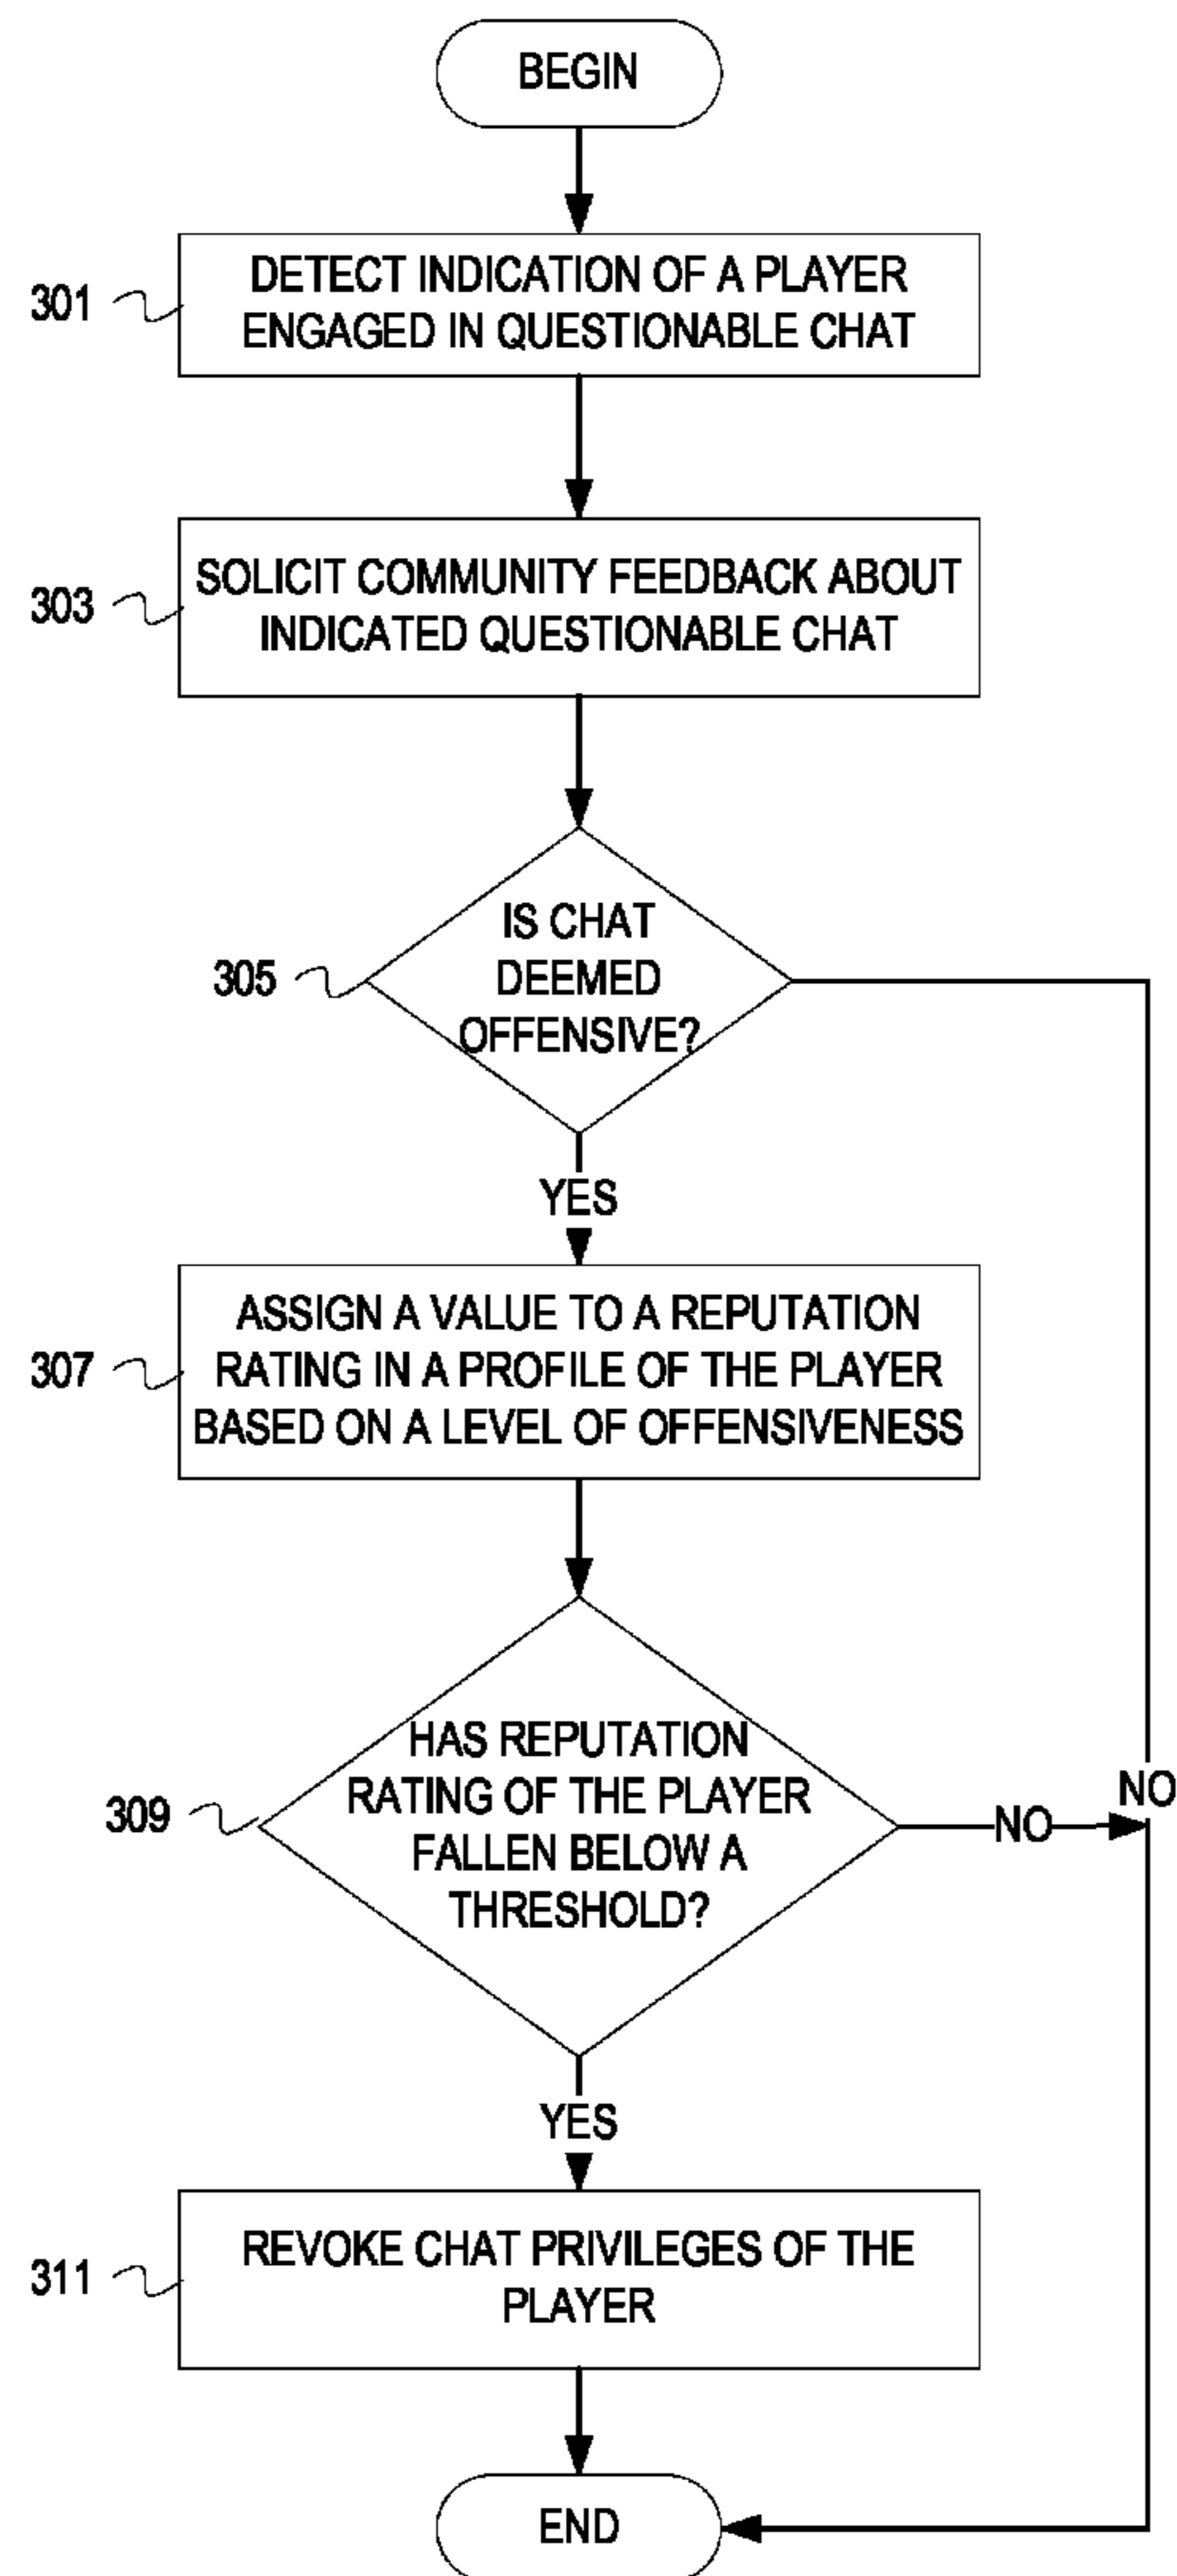 BEGIN
301
DETECT INDICATION OF A PLAYER
ENGAGED IN QUESTIONABLE CHAT
303
SOLICIT COMMUNITY FEEDBACK ABOUT
INDICATED QUESTIONABLE CHAT
305
IS CHAT
DEEMED
OFFENSIVE?
YES
307
ASSIGN A VALUE TO A REPUTATION
RATING IN A PROFILE OF THE PLAYER
BASED ON A LEVEL OF OFFENSIVENESS
309
HAS REPUTATION
RATING OF THE PLAYER
FALLEN BELOW A
THRESHOLD?
NO
NO
YES
311
REVOKE CHAT PRIVILEGES OF THE
PLAYER
END